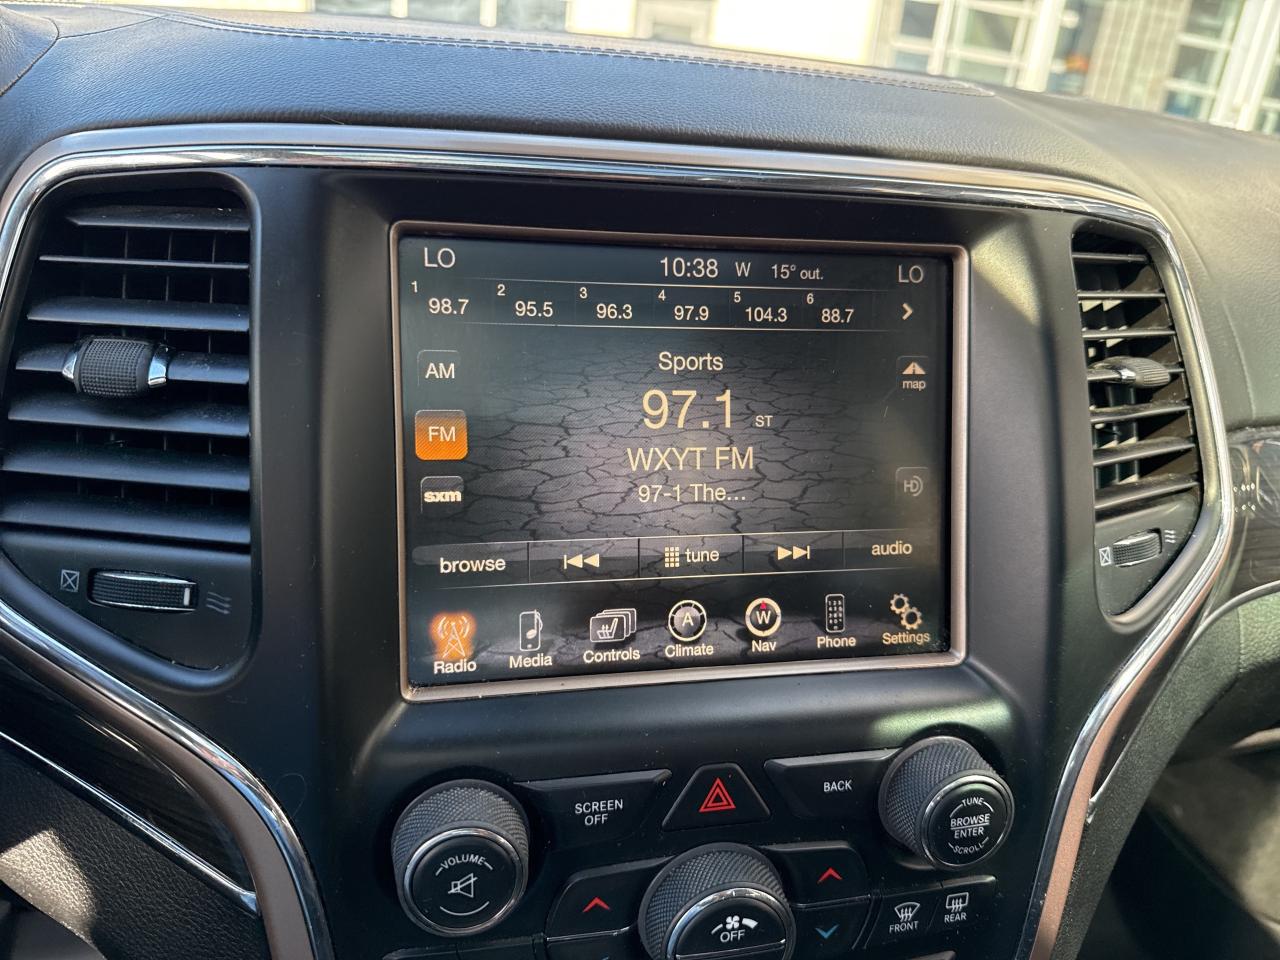 LO 10:38 W 15° out. LO
1 98.7 2 95.5 3 96.3 4 97.9 5 104.3 6 88.7
AM
Sports
map
97.1 ST
FM
WXYT FM
sxm
97-1 The...
HD
browse tune audio
Radio Media Controls A Climate W Nav Phone Settings
SCREEN
OFF
BACK
VOLUME
TUNE
BROWSE
ENTER
SCROLL
OFF
FRONT
REAR